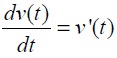 dv(t)/dt = v'(t)